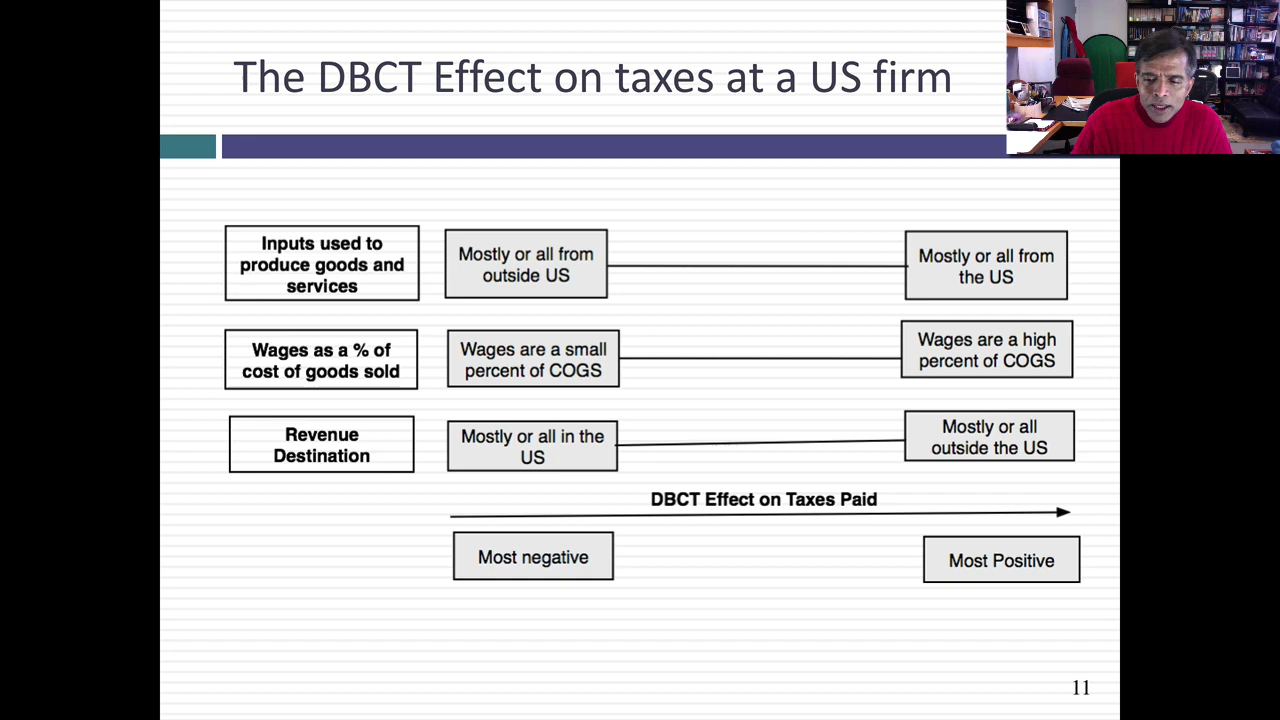 The DBCT Effect on taxes at a US firm
Inputs used to
produce goods and
services
Mostly or all from
outside US
Mostly or all from
the US
Wages as a % of
cost of goods sold
Wages are a small
percent of COGS
Wages are a high
percent of COGS
Revenue
Destination
Mostly or all in the
US
Mostly or all
outside the US
DBCT Effect on Taxes Paid
Most negative
Most Positive
11